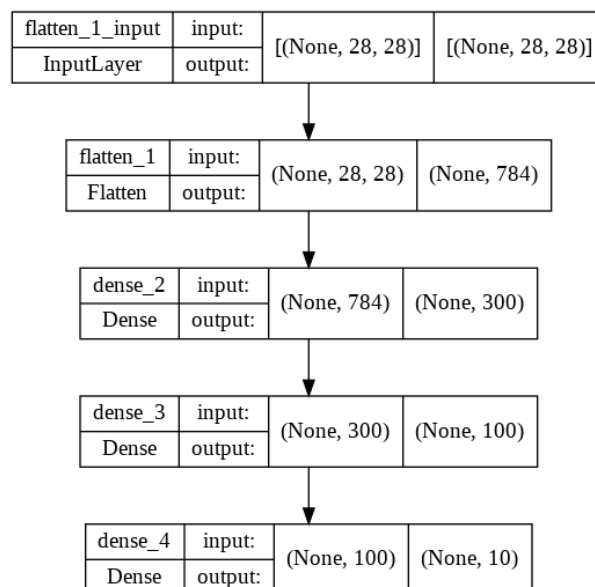 flatten_1_input input: [(None, 28, 28)] [(None, 28, 28)]
InputLayer output:
flatten_1 input: (None, 28, 28) (None, 784)
Flatten output:
dense_2 input: (None, 784) (None, 300)
Dense output:
dense_3 input: (None, 300) (None, 100)
Dense output:
dense_4 input: (None, 100) (None, 10)
Dense output: